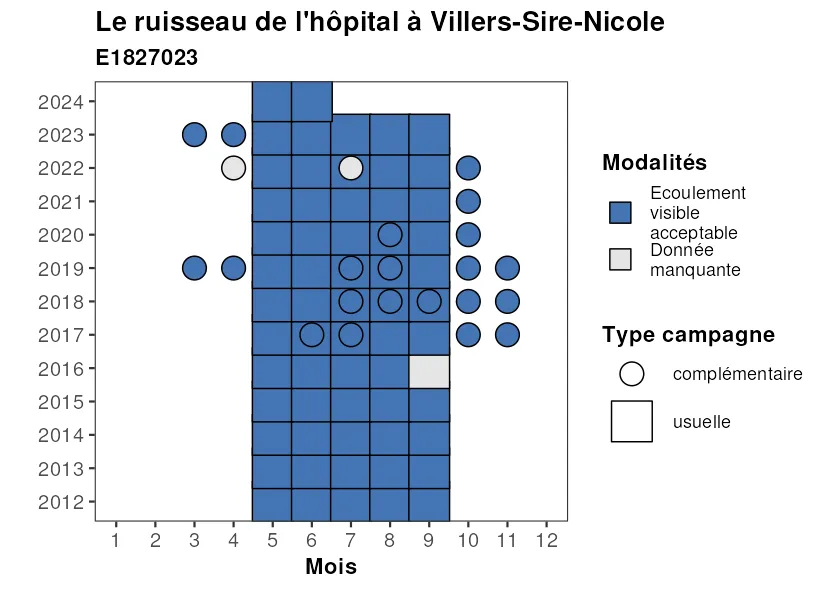 Le ruisseau de l'hôpital à Villers-Sire-Nicole
E1827023
2024
2023
2022
2021
2020
2019
2018
2017
2016
2015
2014
2013
2012
1 2 3 4 5 6 7 8 9 10 11 12
Mois
Modalités
Ecoulement
visible
acceptable
Donnée
manquante
Type campagne
complémentaire
usuelle